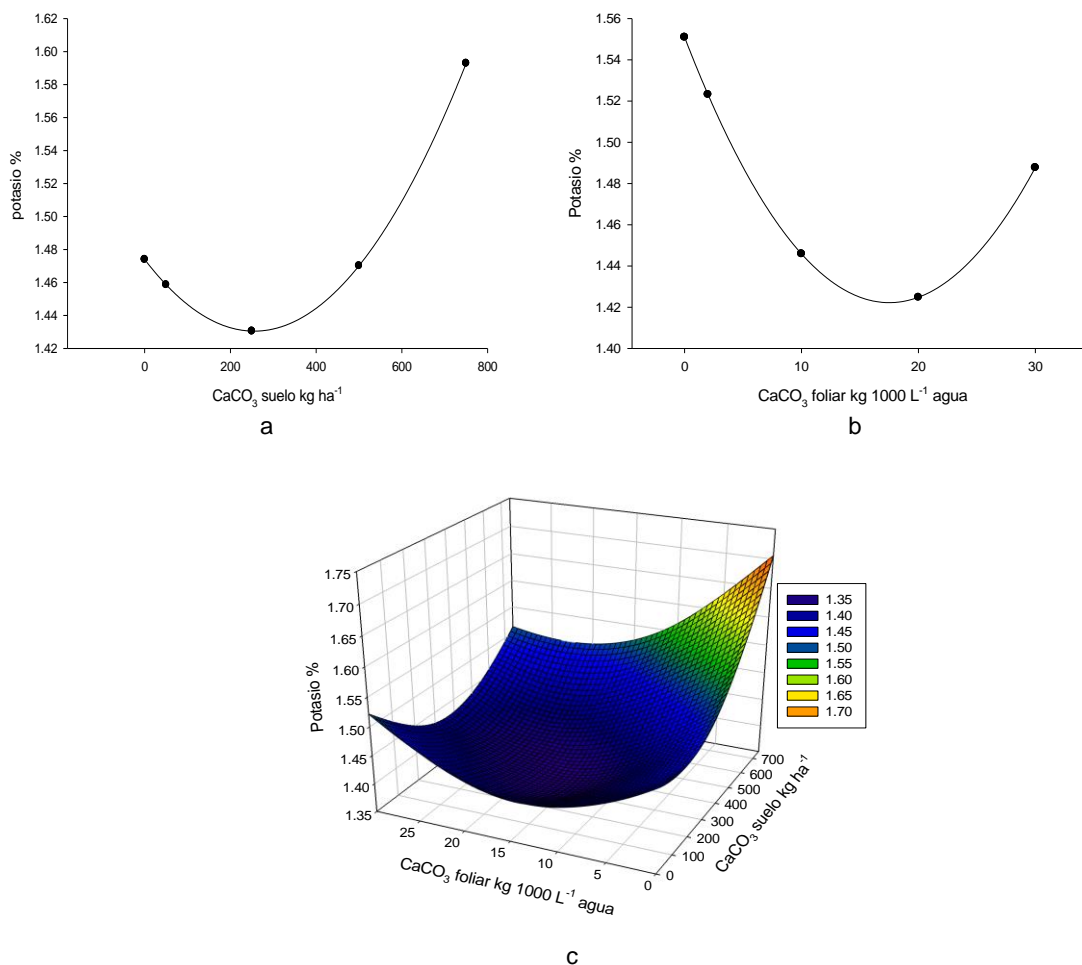 1.62
1.60
1.58
1.56
1.54
1.52
1.50
1.48
1.46
1.44
1.42
potasio %
0 200 400 600 800
CaCO₃ suelo kg ha⁻¹
a
1.56
1.54
1.52
1.50
1.48
1.46
1.44
1.42
1.40
Potasio %
0 10 20 30
CaCO₃ foliar kg 1000 L⁻¹ agua
b
1.75
1.70
1.65
1.60
1.55
1.50
1.45
1.40
1.35
Potasio %
25 20 15 10 5 0
CaCO₃ foliar kg 1000 L⁻¹ agua
0 100 200 300 400 500 600 700
CaCO₃ suelo kg ha⁻¹
1.35
1.40
1.45
1.50
1.55
1.60
1.65
1.70
c